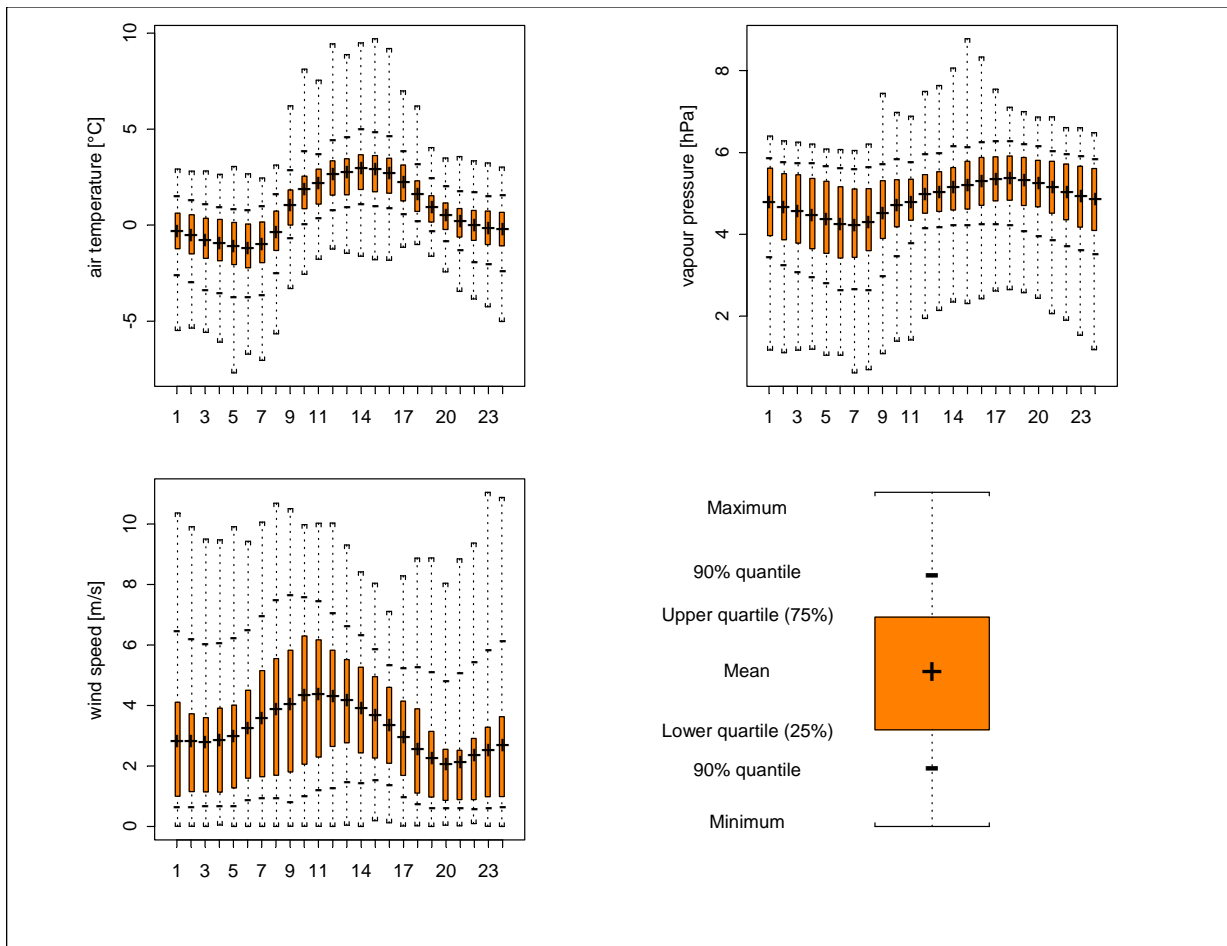 air temperature [°C]
10
5
0
-5
1 3 5 7 9 11 14 17 20 23
vapour pressure [hPa]
8
6
4
2
1 3 5 7 9 11 14 17 20 23
wind speed [m/s]
10
8
6
4
2
0
1 3 5 7 9 11 14 17 20 23
Maximum
90% quantile
Upper quartile (75%)
Mean
Lower quartile (25%)
90% quantile
Minimum